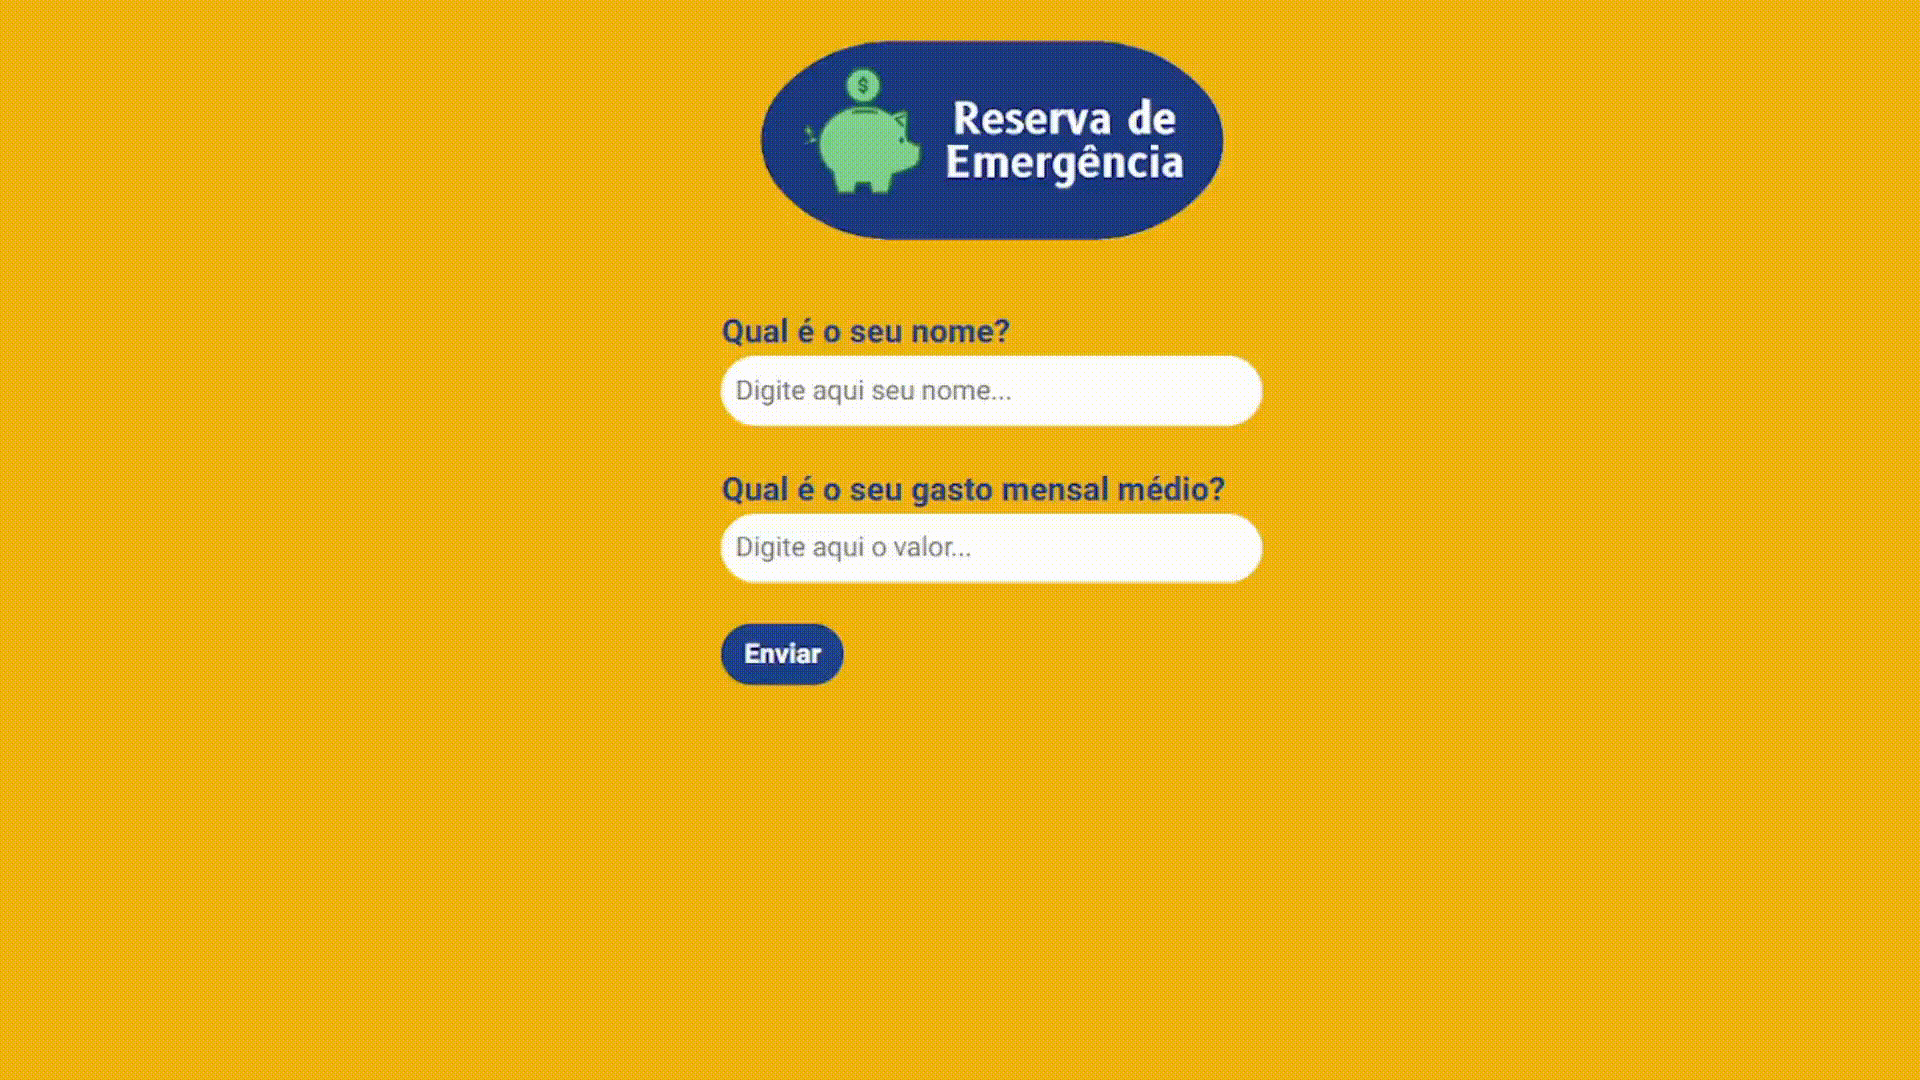 $
Reserva de
Emergência
Qual é o seu nome?
Digite aqui seu nome...
Qual é o seu gasto mensal médio?
Digite aqui o valor...
Enviar